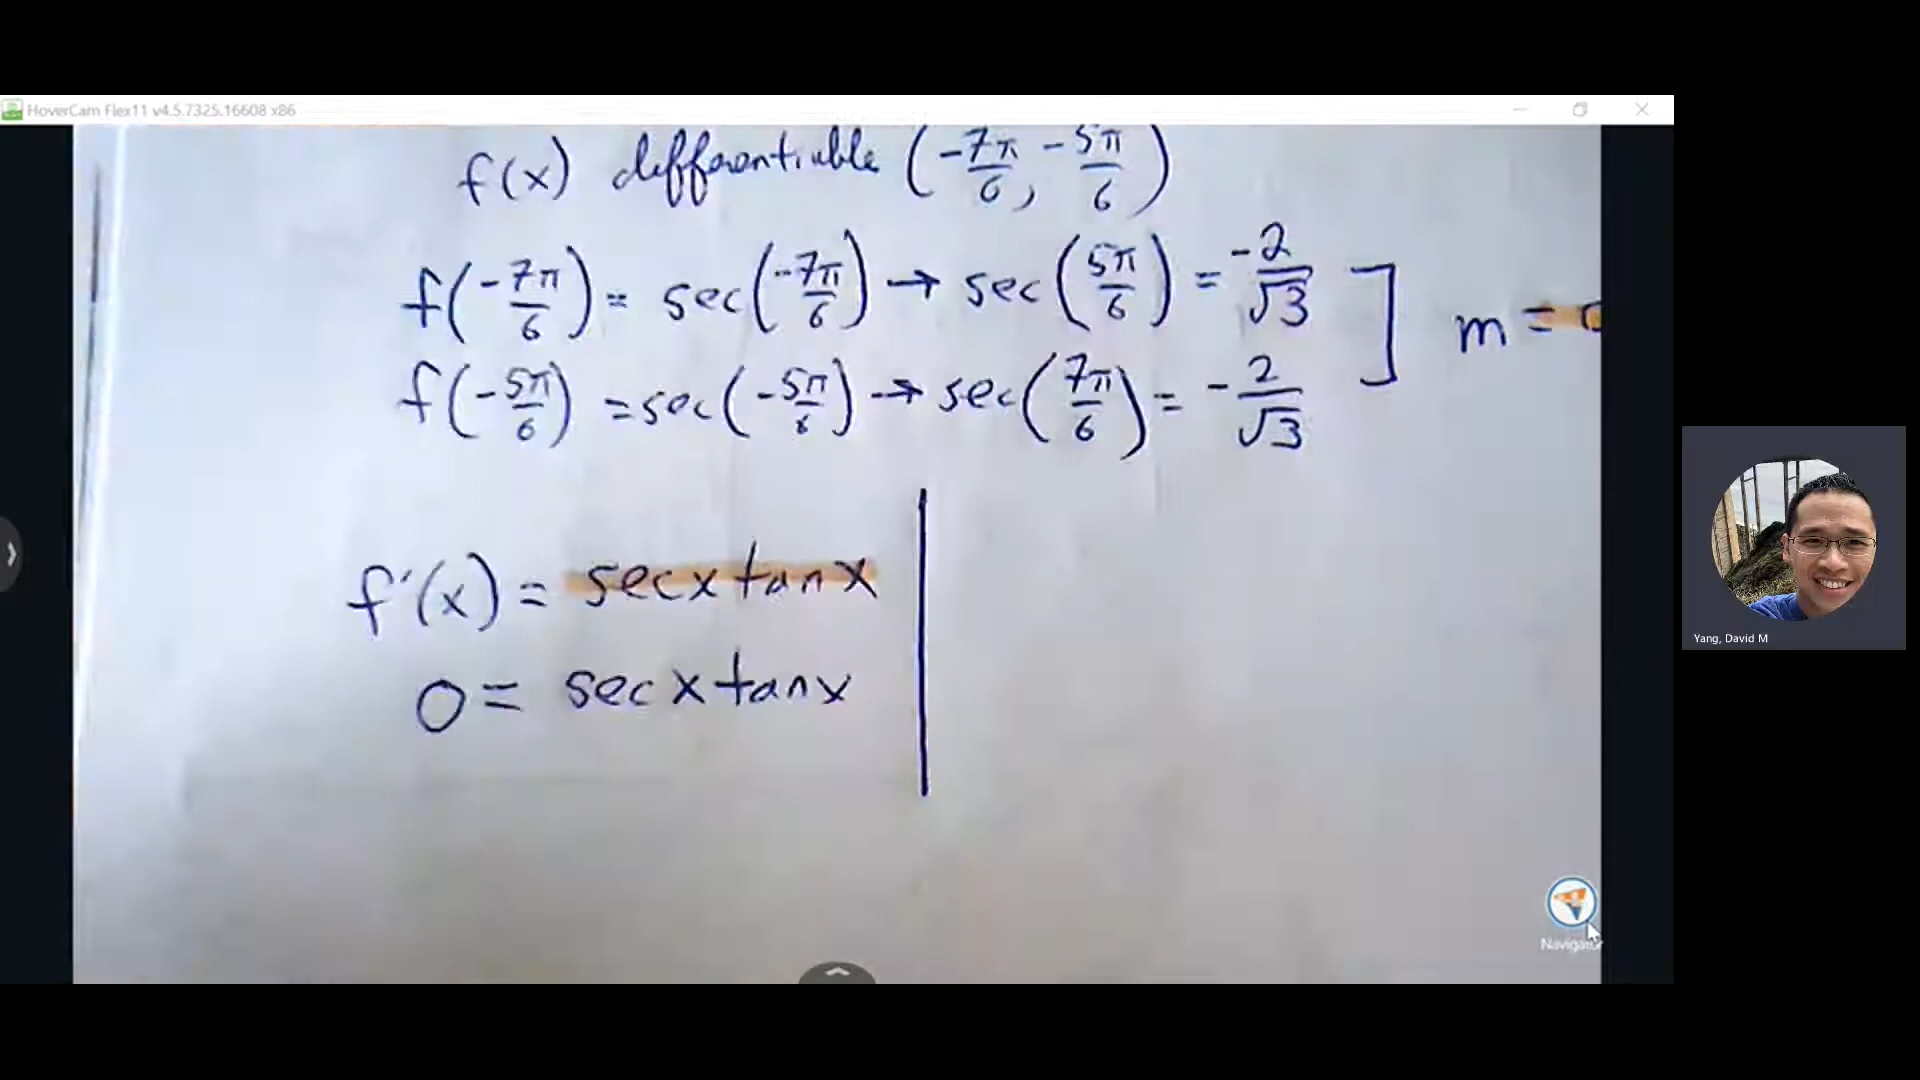 HoverCam Flex11 v4.5.7325.16608 x86
f(x) differentiable (-7π/6, -5π/6)
f(-7π/6) = sec(-7π/6) → sec(5π/6) = -2/√3
] m =
f(-5π/6) = sec(-5π/6) → sec(7π/6) = -2/√3
f'(x) = secx tanx
0 = secx tanx
Yang, David M
Navigator